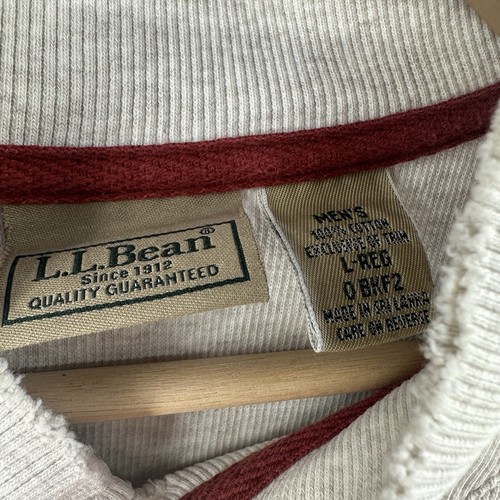 L.L.Bean®
Since 1912
QUALITY GUARANTEED
MEN'S
100% COTTON
EXCLUSIVE OF TRIM
L-REG
0 BKF2
MADE IN SRI LANKA
CARE ON REVERSE